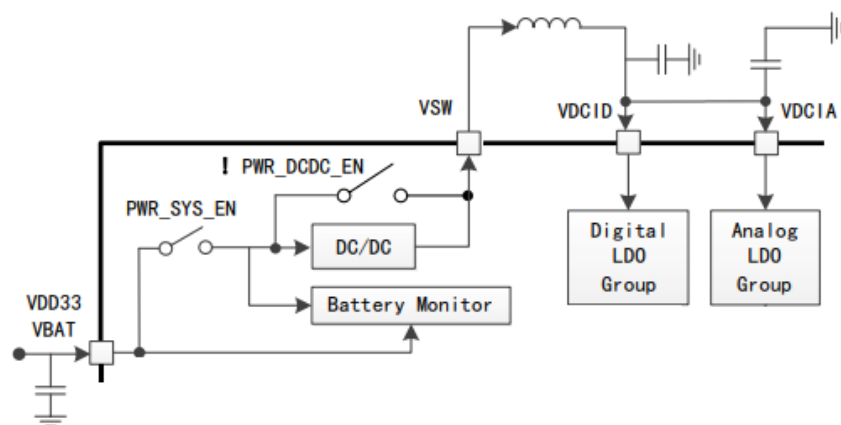 VSW
VDCID
VDCIA
! PWR_DCDC_EN
PWR_SYS_EN
DC/DC
Digital
LDO
Group
Analog
LDO
Group
Battery Monitor
VDD33
VBAT